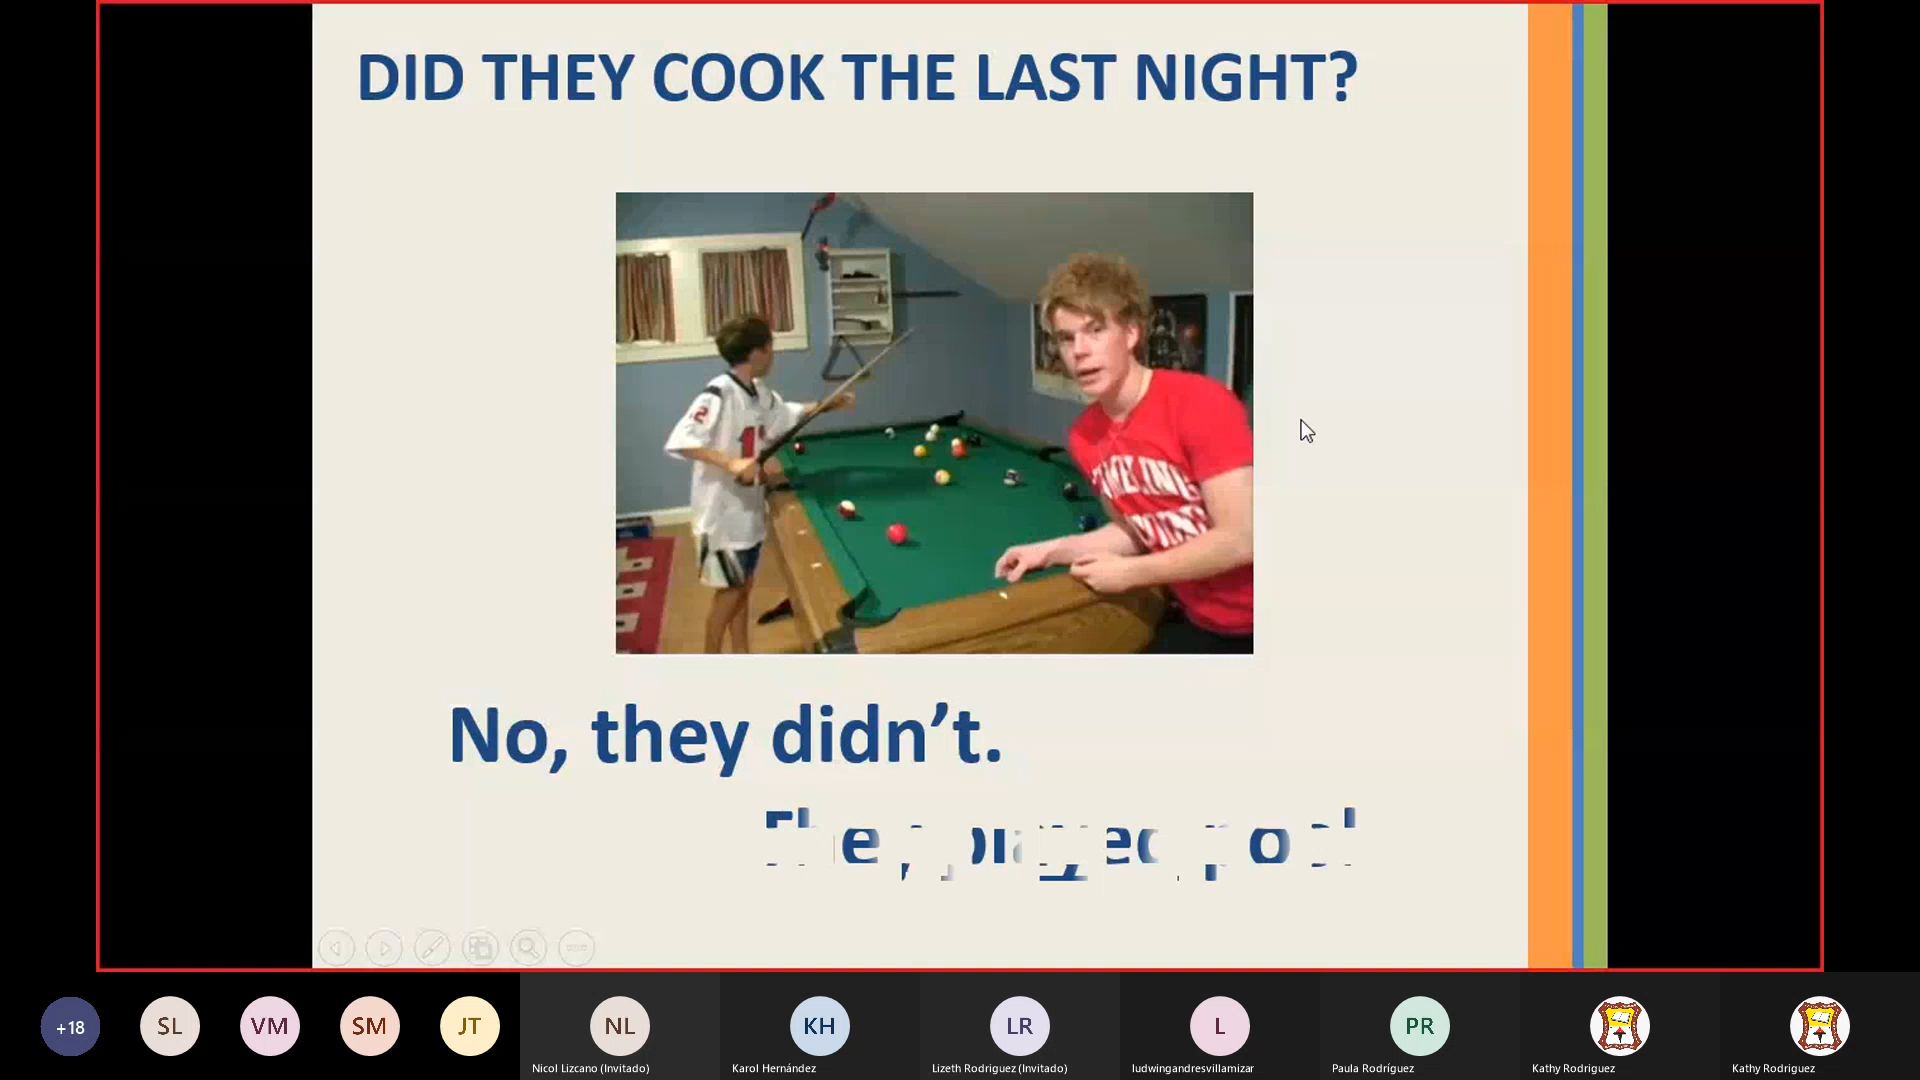 DID THEY COOK THE LAST NIGHT?
No, they didn’t.
They played pool
+18
SL
VM
SM
JT
NL
KH
LR
L
PR
Nicol Lizcano (Invitado)
Karol Hernández
Lizeth Rodriguez (Invitado)
ludwingandresvillamizar
Paula Rodríguez
Kathy Rodriguez
Kathy Rodriguez